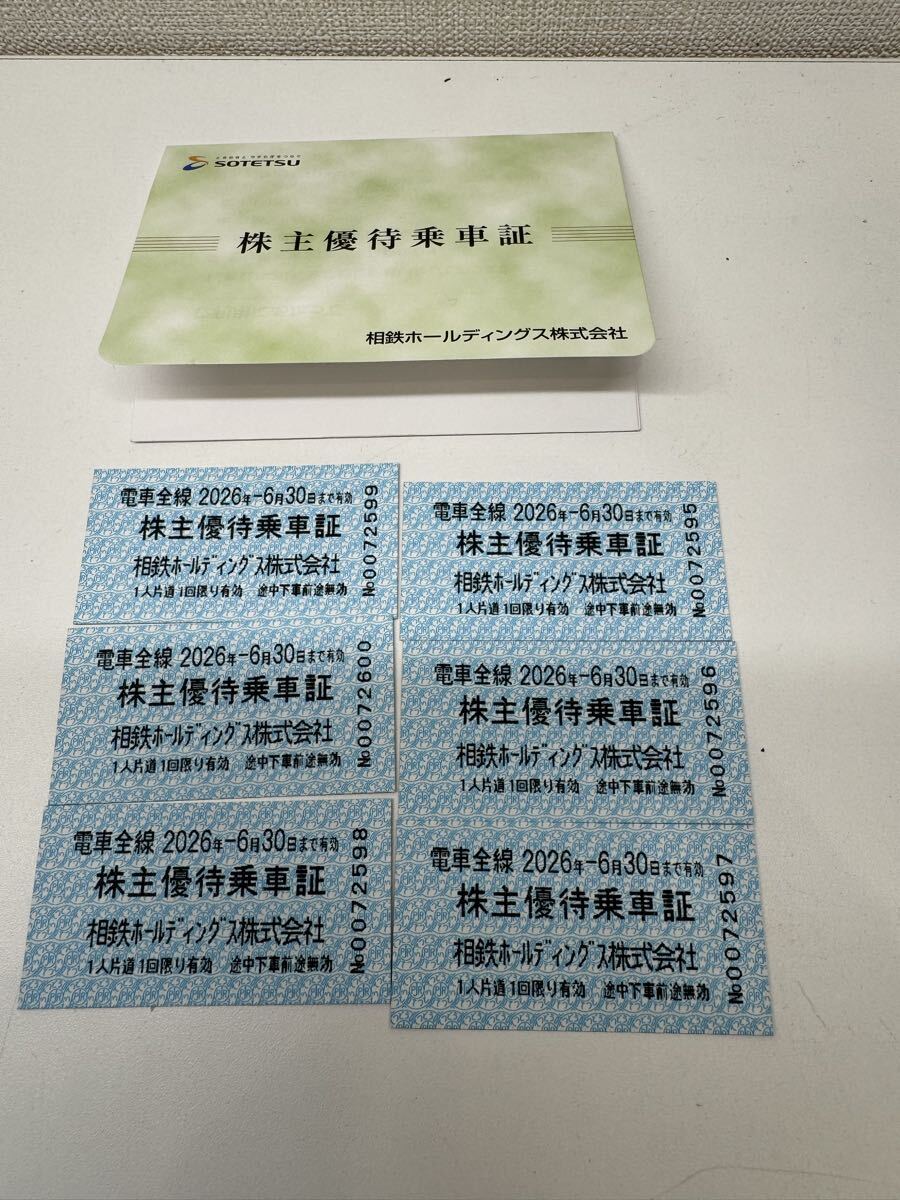 SOTETSU
株主優待乗車証
相鉄ホールディングス株式会社
電車全線 2026年-6月30日まで有効
株主優待乗車証
相鉄ホールディングス株式会社
1人片道1回限り有効 途中下車前途無効
No0072599
電車全線 2026年-6月30日まで有効
株主優待乗車証
相鉄ホールディングス株式会社
1人片道1回限り有効 途中下車前途無効
No0072595
電車全線 2026年-6月30日まで有効
株主優待乗車証
相鉄ホールディングス株式会社
1人片道1回限り有効 途中下車前途無効
No0072600
電車全線 2026年-6月30日まで有効
株主優待乗車証
相鉄ホールディングス株式会社
1人片道1回限り有効 途中下車前途無効
No0072596
電車全線 2026年-6月30日まで有効
株主優待乗車証
相鉄ホールディングス株式会社
1人片道1回限り有効 途中下車前途無効
No0072598
電車全線 2026年-6月30日まで有効
株主優待乗車証
相鉄ホールディングス株式会社
1人片道1回限り有効 途中下車前途無効
No0072597